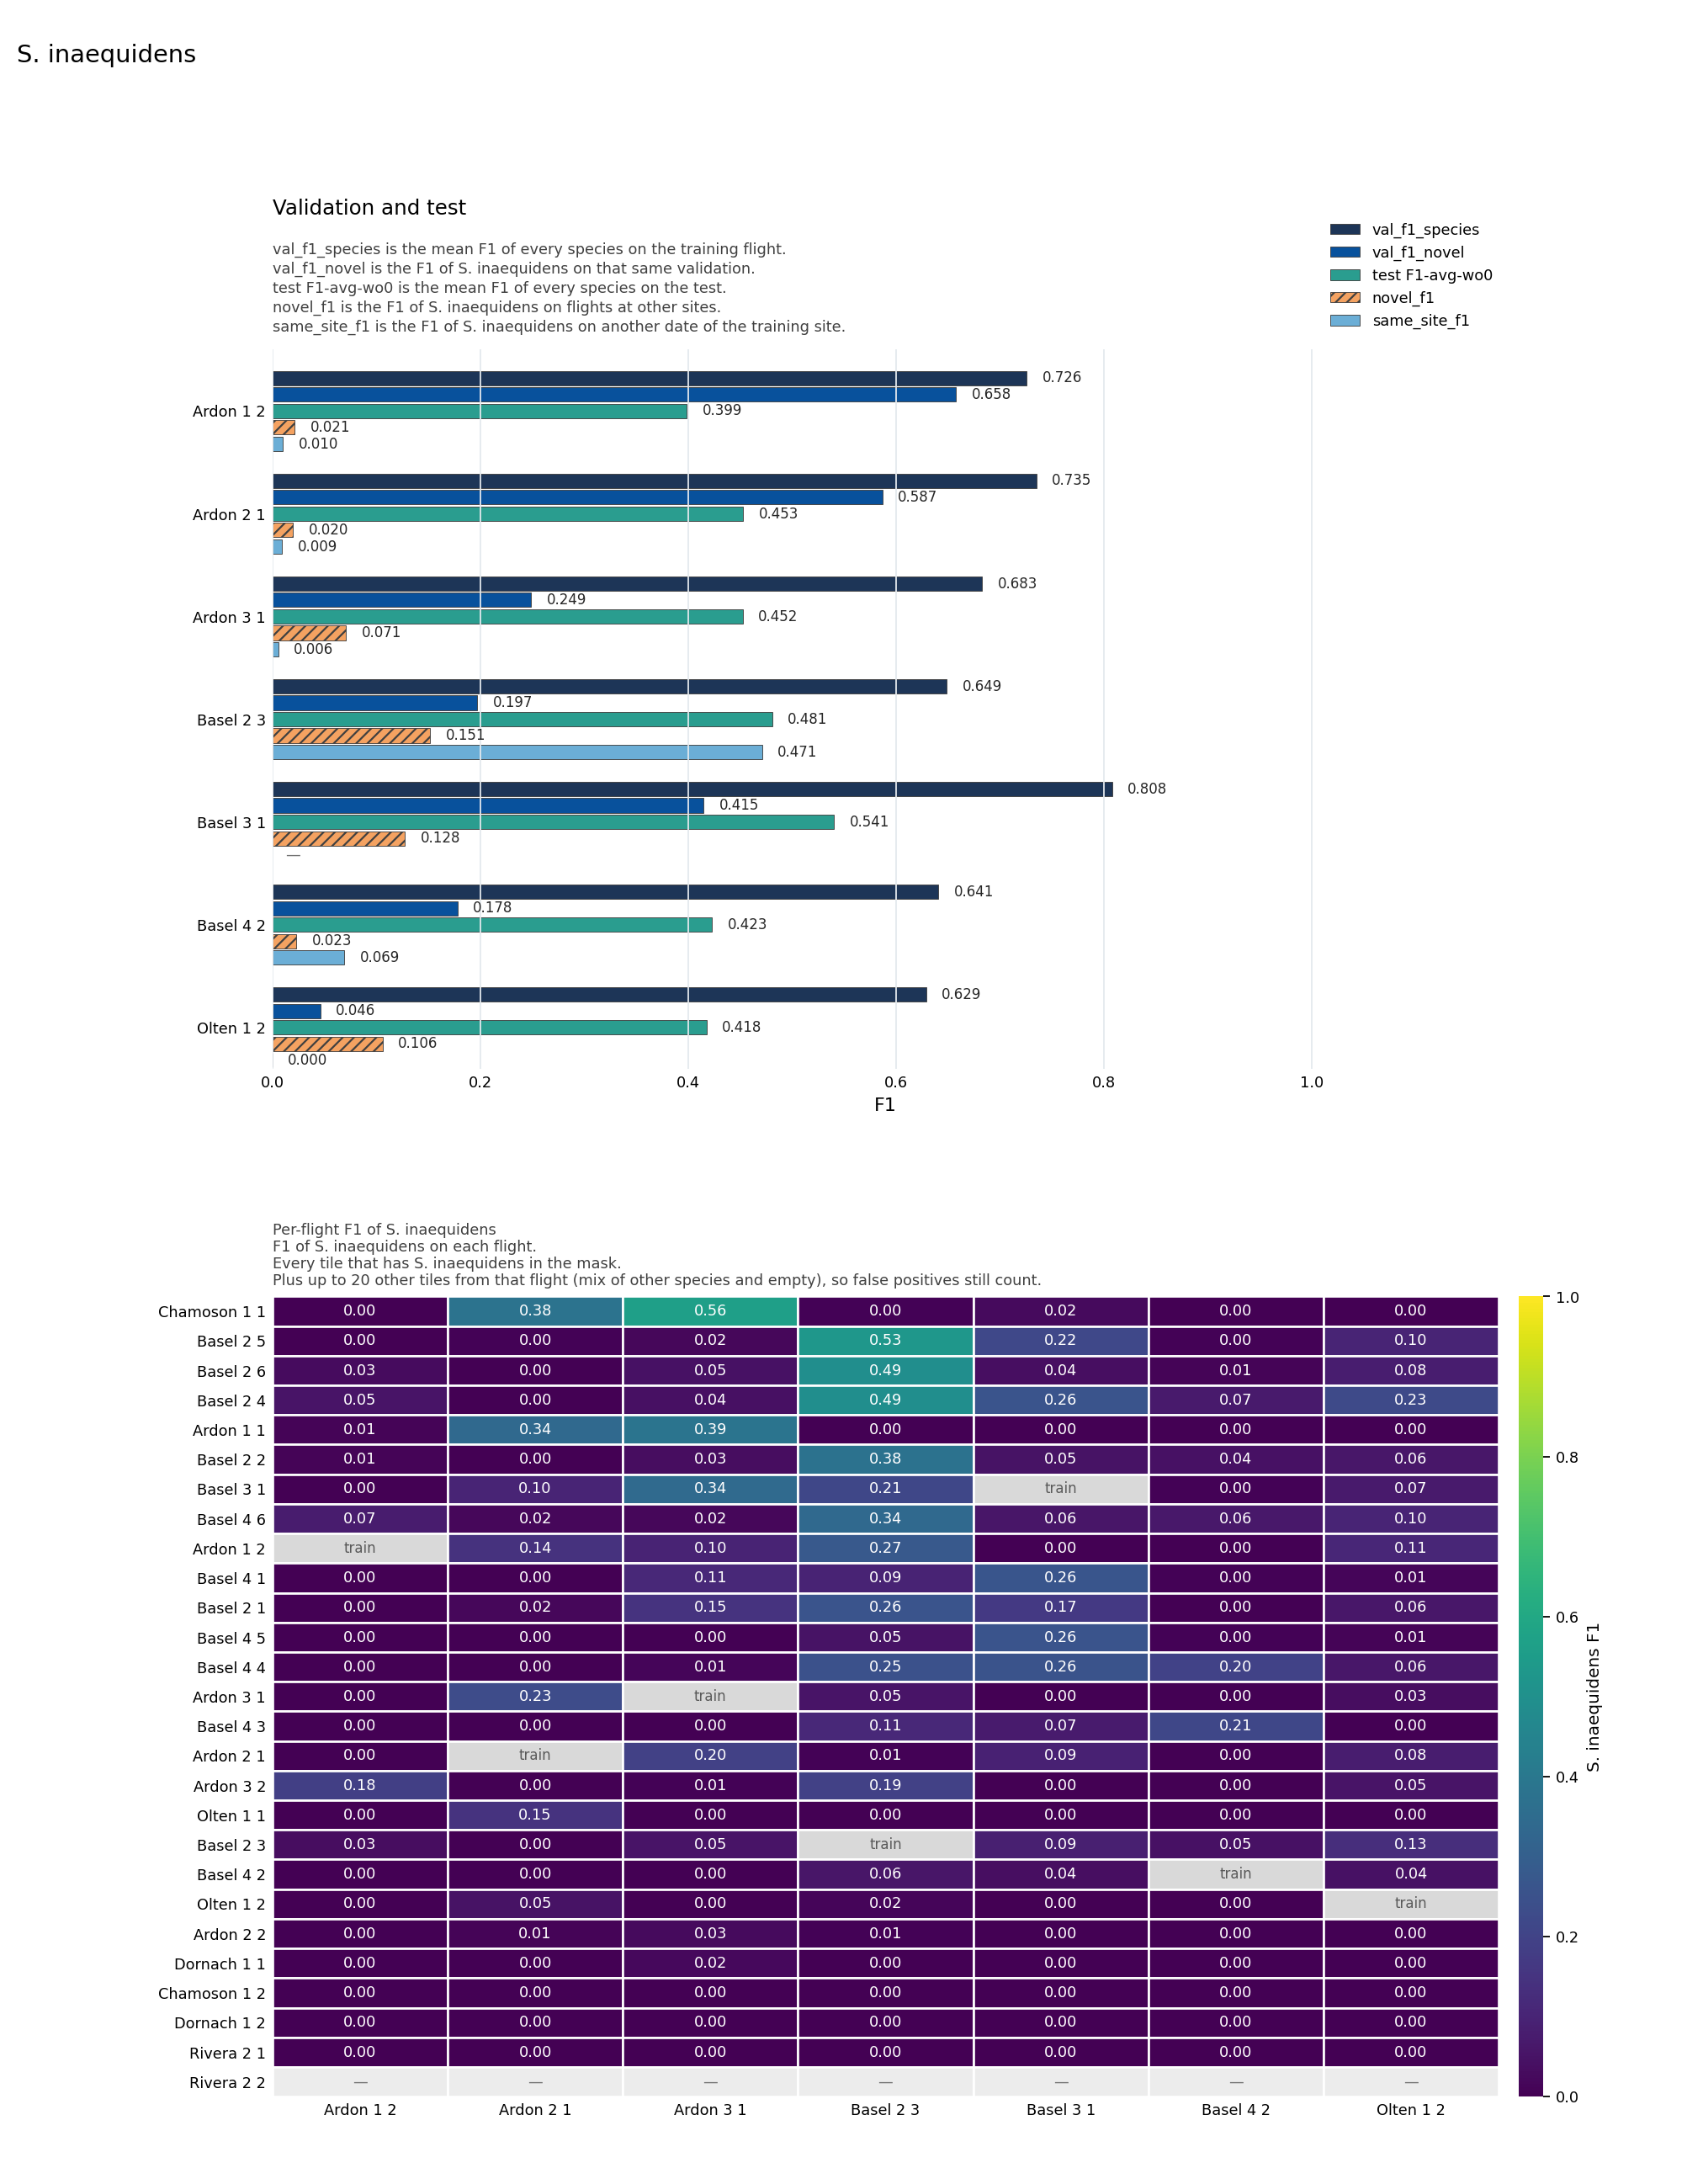 S. inaequidens
Validation and test
val_f1_species is the mean F1 of every species on the training flight.
val_f1_novel is the F1 of S. inaequidens on that same validation.
test F1-avg-wo0 is the mean F1 of every species on the test.
novel_f1 is the F1 of S. inaequidens on flights at other sites.
same_site_f1 is the F1 of S. inaequidens on another date of the training site.
val_f1_species
val_f1_novel
test F1-avg-wo0
novel_f1
same_site_f1
Ardon 1 2
0.726
0.658
0.399
0.021
0.010
Ardon 2 1
0.735
0.587
0.453
0.020
0.009
Ardon 3 1
0.683
0.249
0.452
0.071
0.006
Basel 2 3
0.649
0.197
0.481
0.151
0.471
Basel 3 1
0.808
0.415
0.541
0.128
—
Basel 4 2
0.641
0.178
0.423
0.023
0.069
Olten 1 2
0.629
0.046
0.418
0.106
0.000
0.0 0.2 0.4 0.6 0.8 1.0
F1
Per-flight F1 of S. inaequidens
F1 of S. inaequidens on each flight.
Every tile that has S. inaequidens in the mask.
Plus up to 20 other tiles from that flight (mix of other species and empty), so false positives still count.
Chamoson 1 1 0.00 0.38 0.56 0.00 0.02 0.00 0.00
Basel 2 5 0.00 0.00 0.02 0.53 0.22 0.00 0.10
Basel 2 6 0.03 0.00 0.05 0.49 0.04 0.01 0.08
Basel 2 4 0.05 0.00 0.04 0.49 0.26 0.07 0.23
Ardon 1 1 0.01 0.34 0.39 0.00 0.00 0.00 0.00
Basel 2 2 0.01 0.00 0.03 0.38 0.05 0.04 0.06
Basel 3 1 0.00 0.10 0.34 0.21 train 0.00 0.07
Basel 4 6 0.07 0.02 0.02 0.34 0.06 0.06 0.10
Ardon 1 2 train 0.14 0.10 0.27 0.00 0.00 0.11
Basel 4 1 0.00 0.00 0.11 0.09 0.26 0.00 0.01
Basel 2 1 0.00 0.02 0.15 0.26 0.17 0.00 0.06
Basel 4 5 0.00 0.00 0.00 0.05 0.26 0.00 0.01
Basel 4 4 0.00 0.00 0.01 0.25 0.26 0.20 0.06
Ardon 3 1 0.00 0.23 train 0.05 0.00 0.00 0.03
Basel 4 3 0.00 0.00 0.00 0.11 0.07 0.21 0.00
Ardon 2 1 0.00 train 0.20 0.01 0.09 0.00 0.08
Ardon 3 2 0.18 0.00 0.01 0.19 0.00 0.00 0.05
Olten 1 1 0.00 0.15 0.00 0.00 0.00 0.00 0.00
Basel 2 3 0.03 0.00 0.05 train 0.09 0.05 0.13
Basel 4 2 0.00 0.00 0.00 0.06 0.04 train 0.04
Olten 1 2 0.00 0.05 0.00 0.02 0.00 0.00 train
Ardon 2 2 0.00 0.01 0.03 0.01 0.00 0.00 0.00
Dornach 1 1 0.00 0.00 0.02 0.00 0.00 0.00 0.00
Chamoson 1 2 0.00 0.00 0.00 0.00 0.00 0.00 0.00
Dornach 1 2 0.00 0.00 0.00 0.00 0.00 0.00 0.00
Rivera 2 1 0.00 0.00 0.00 0.00 0.00 0.00 0.00
Rivera 2 2 — — — — — — —
Ardon 1 2 Ardon 2 1 Ardon 3 1 Basel 2 3 Basel 3 1 Basel 4 2 Olten 1 2
1.0
0.8
0.6
0.4
0.2
0.0
S. inaequidens F1